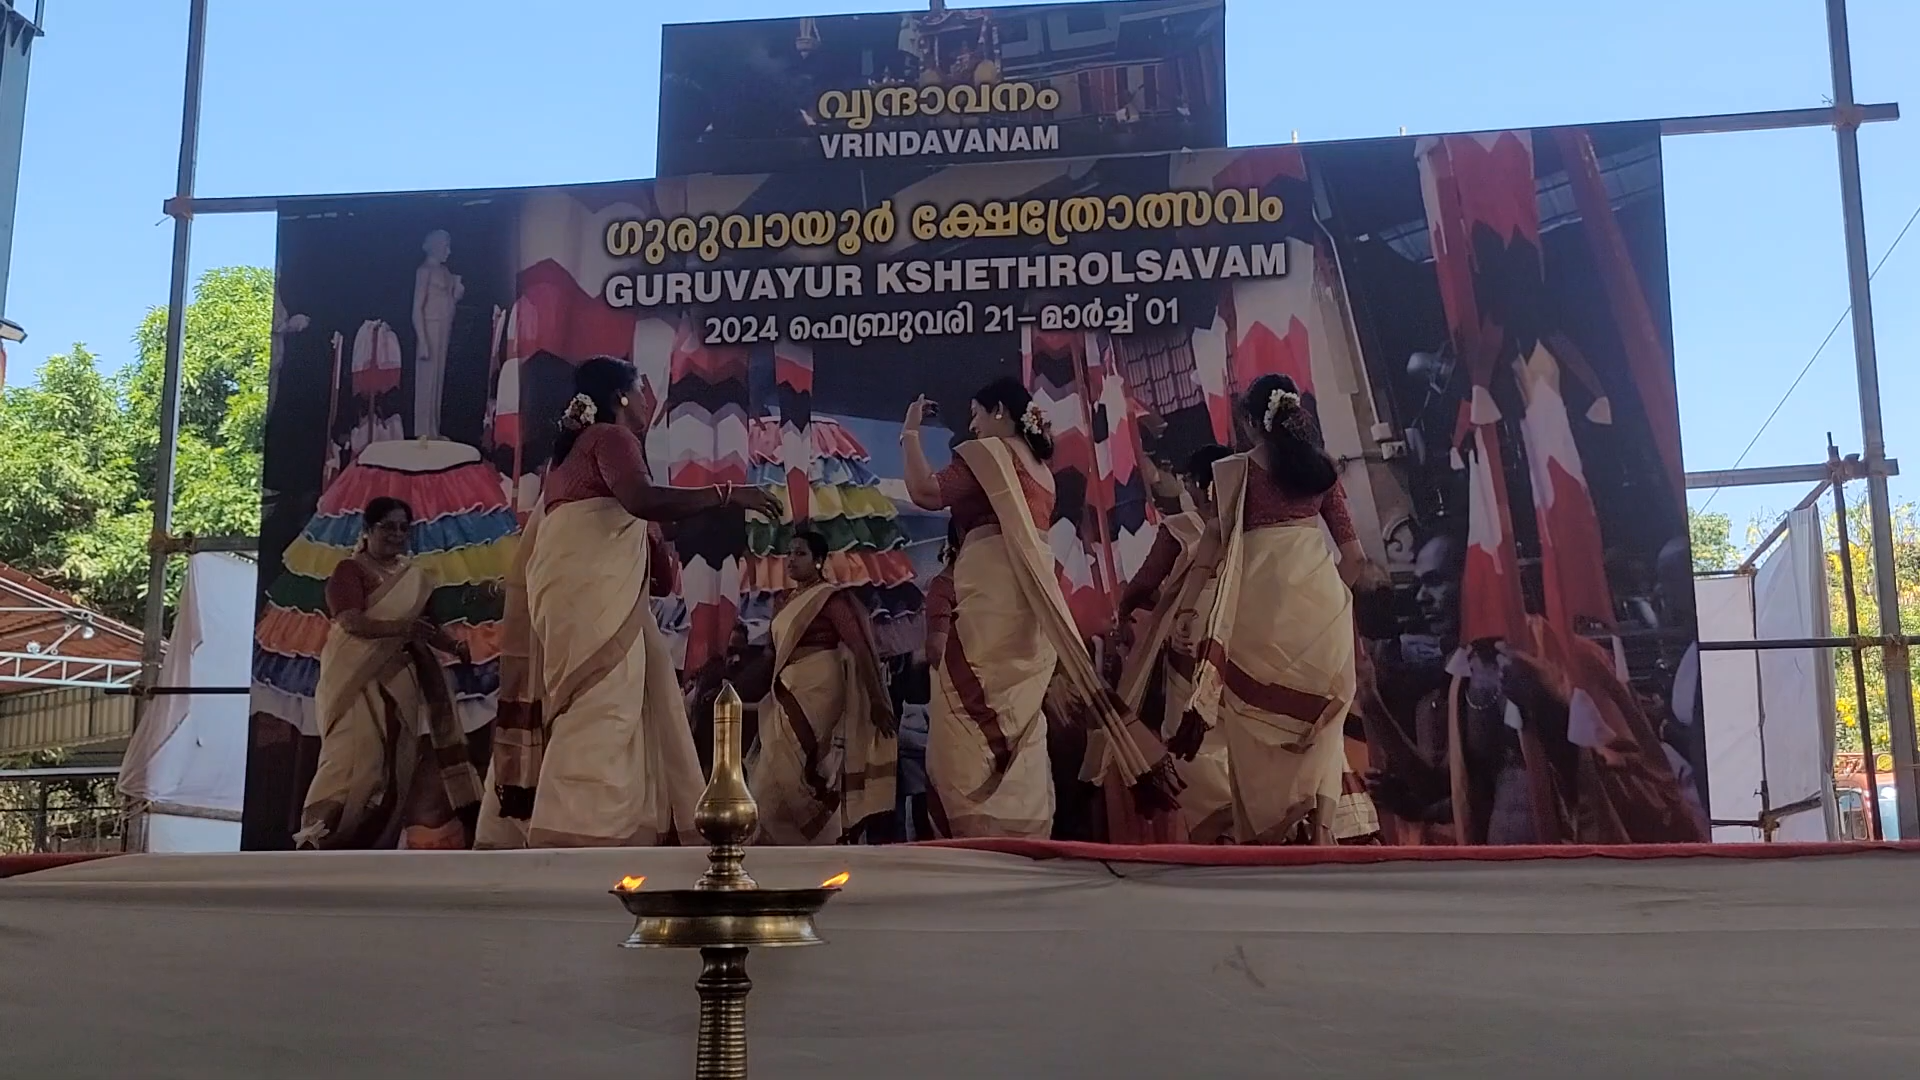 വൃന്ദാവനം
VRINDAVANAM
ഗുരുവായൂർ ക്ഷേത്രോത്സവം
GURUVAYUR KSHETHROLSAVAM
2024 ഫെബ്രുവരി 21-മാർച്ച് 01